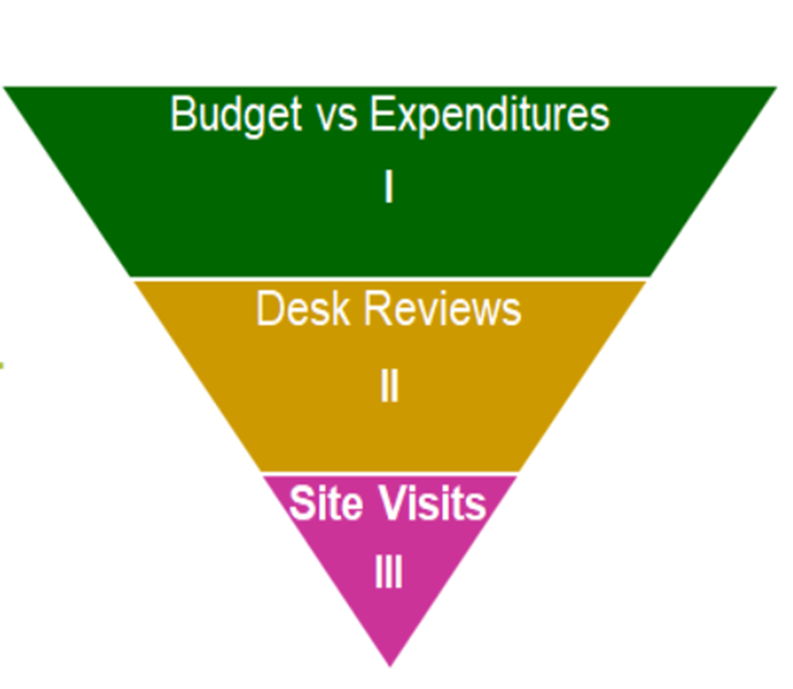 Budget vs Expenditures
I
Desk Reviews
II
Site Visits
III